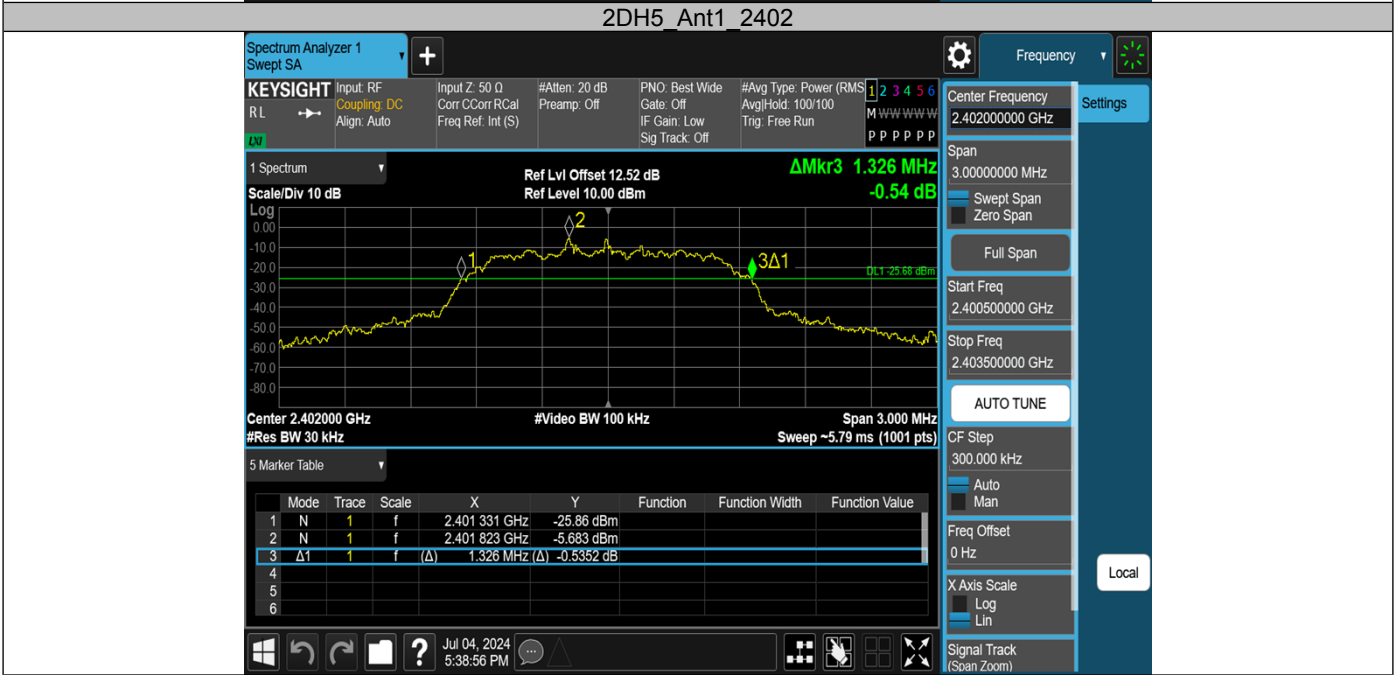 2DH5_Ant1_2402
Spectrum Analyzer 1
Swept SA
+
Frequency
KEYSIGHT
RL
LXI
Input: RF
Coupling: DC
Align: Auto
Input Z: 50 Ω
Corr CCorr RCal
Freq Ref: Int (S)
#Atten: 20 dB
Preamp: Off
PNO: Best Wide
Gate: Off
IF Gain: Low
Sig Track: Off
#Avg Type: Power (RMS
Avg|Hold: 100/100
Trig: Free Run
1 2 3 4 5 6
M W W W W W
P P P P P P
1 Spectrum
Scale/Div 10 dB
Ref Lvl Offset 12.52 dB
Ref Level 10.00 dBm
ΔMkr3 1.326 MHz
-0.54 dB
Log
0.00
-10.0
-20.0
-30.0
-40.0
-50.0
-60.0
-70.0
-80.0
1
2
3Δ1
DL1 -25.68 dBm
Center 2.402000 GHz
#Video BW 100 kHz
Span 3.000 MHz
#Res BW 30 kHz
Sweep ~5.79 ms (1001 pts)
5 Marker Table
Mode Trace Scale X Y Function Function Width Function Value
1 N 1 f 2.401 331 GHz -25.86 dBm
2 N 1 f 2.401 823 GHz -5.683 dBm
3 Δ1 1 f (Δ) 1.326 MHz (Δ) -0.5352 dB
4
5
6
?
Jul 04, 2024
5:38:56 PM
Center Frequency
2.402000000 GHz
Settings
Span
3.00000000 MHz
Swept Span
Zero Span
Full Span
Start Freq
2.400500000 GHz
Stop Freq
2.403500000 GHz
AUTO TUNE
CF Step
300.000 kHz
Auto
Man
Freq Offset
0 Hz
X Axis Scale
Log
Lin
Local
Signal Track
(Span Zoom)